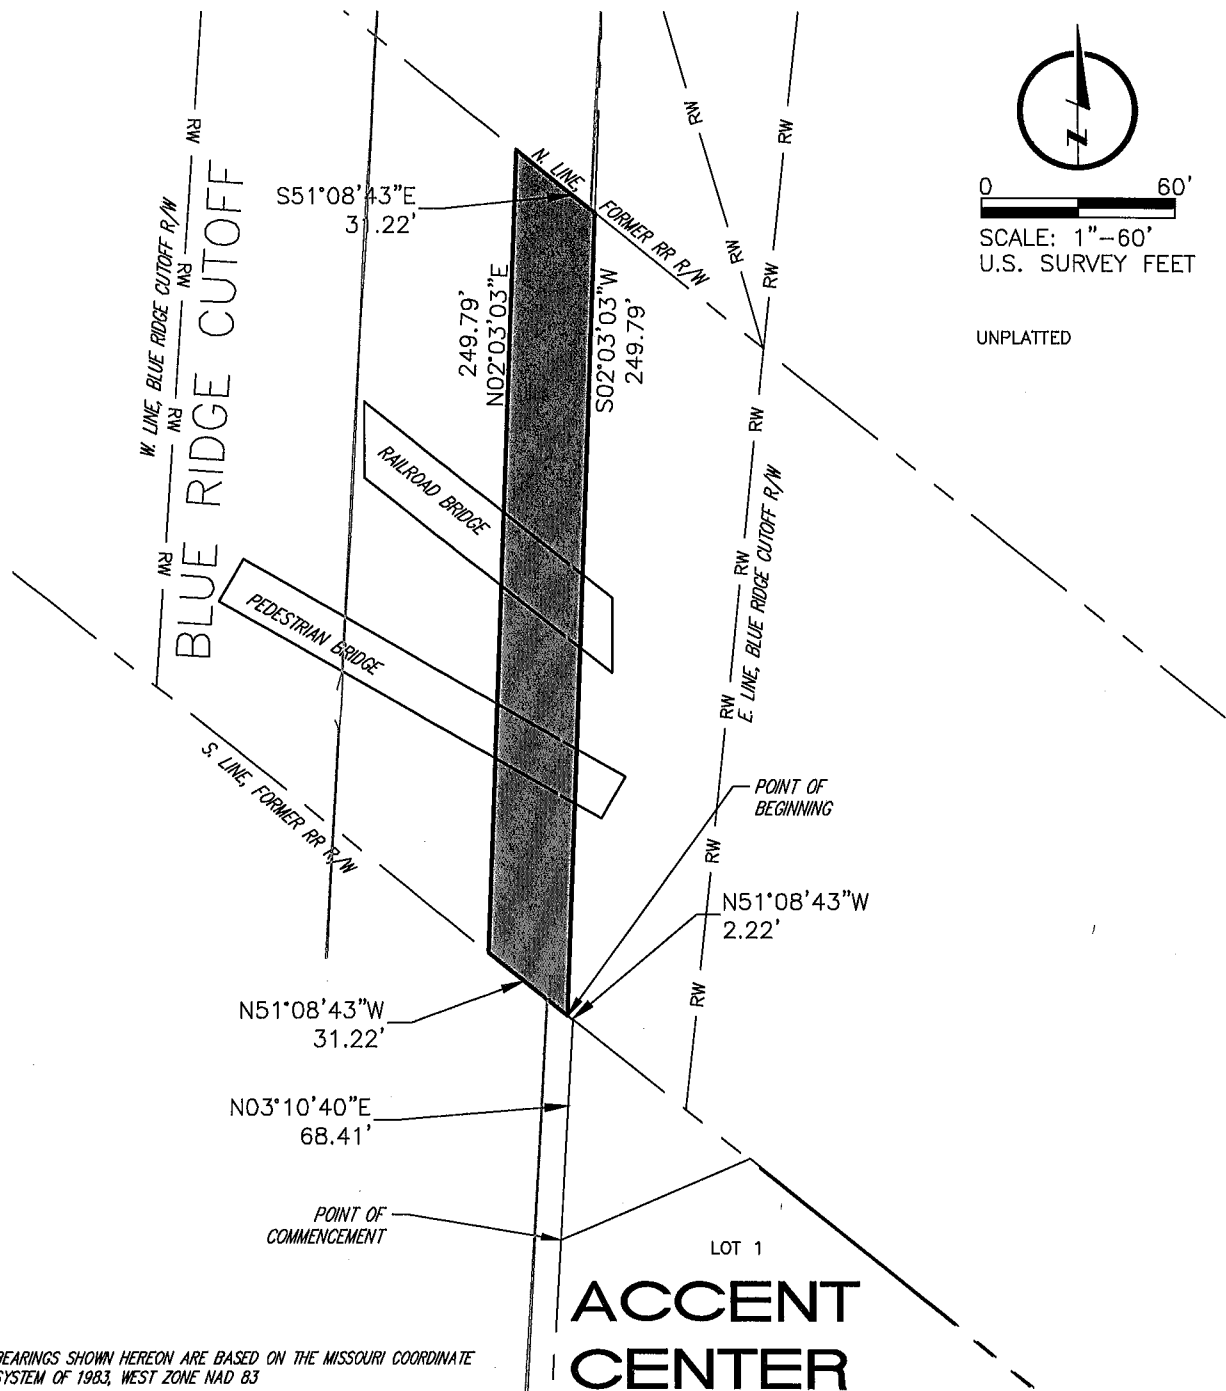 0 60'
SCALE: 1"–60'
U.S. SURVEY FEET
UNPLATTED
N
N. LINE,
FORMER RR R/W
S51°08'43"E
31.22'
RW
RW
RW
RW
RW
RW
RW
RW
RW
RW
RW
RW
RW
RW
W. LINE, BLUE RIDGE CUTOFF R/W
BLUE RIDGE CUTOFF
249.79'
N02°03'03"E
S02°03'03"W
249.79'
RAILROAD BRIDGE
PEDESTRIAN BRIDGE
E. LINE, BLUE RIDGE CUTOFF R/W
S. LINE, FORMER RR R/W
POINT OF
BEGINNING
N51°08'43"W
2.22'
N51°08'43"W
31.22'
N03°10'40"E
68.41'
POINT OF
COMMENCEMENT
LOT 1
ACCENT
CENTER
BEARINGS SHOWN HEREON ARE BASED ON THE MISSOURI COORDINATE
SYSTEM OF 1983, WEST ZONE NAD 83